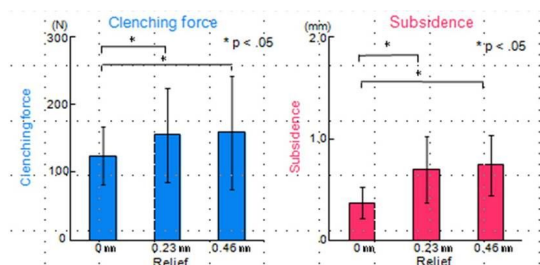 Clenching force
(N)
300
* p < .05
*
*
200
100
0
Clenching force
0 mm 0.23 mm 0.46 mm
Relief
Subsidence
(mm)
2.0
* p < .05
*
*
1.0
.0
Subsidence
0 mm 0.23 mm 0.46 mm
Relief